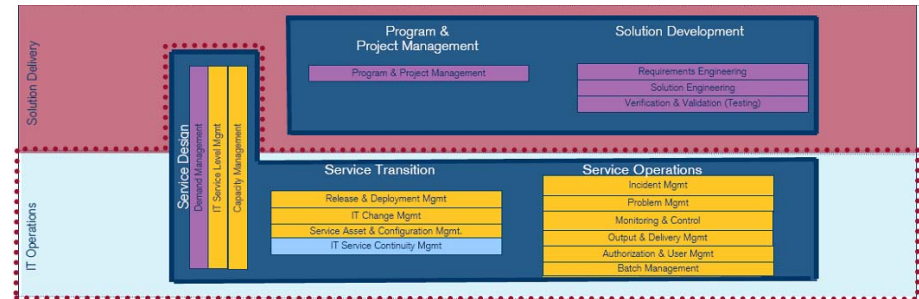 Solution Delivery
Program &
Project Management
Program & Project Management
Solution Development
Requirements Engineering
Solution Engineering
Verification & Validation (Testing)
IT Operations
Service Design
Demand Management
IT Service Level Mgmt
Capacity Management
Service Transition
Release & Deployment Mgmt
IT Change Mgmt
Service Asset & Configuration Mgmt.
IT Service Continuity Mgmt
Service Operations
Incident Mgmt
Problem Mgmt
Monitoring & Control
Output & Delivery Mgmt
Authorization & User Mgmt
Batch Management